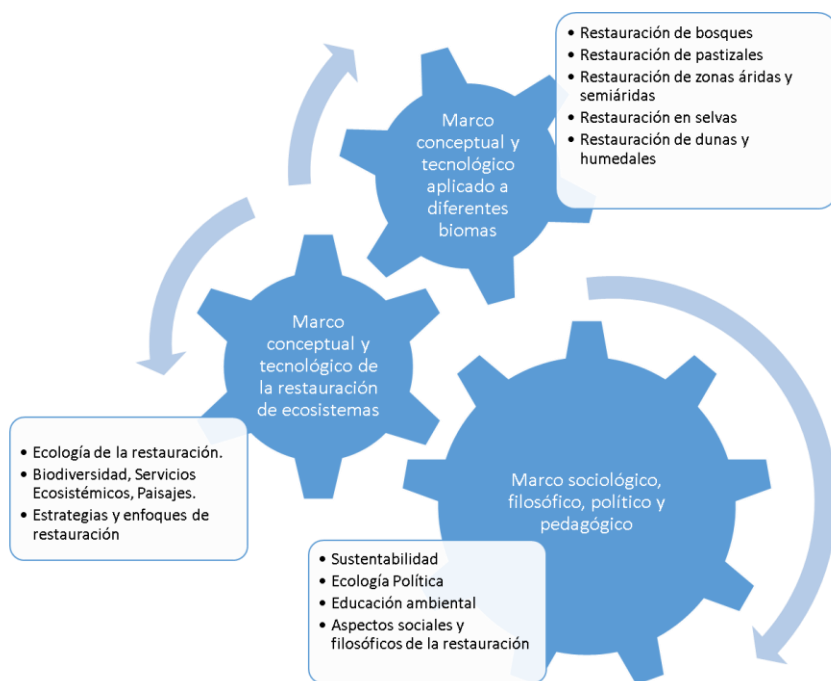 • Restauración de bosques
• Restauración de pastizales
• Restauración de zonas áridas y
semiáridas
• Restauración en selvas
• Restauración de dunas y
humedales
Marco
conceptual y
tecnológico
aplicado a
diferentes
biomas
Marco
conceptual y
tecnológico de
la restauración
de ecosistemas
• Ecología de la restauración.
• Biodiversidad, Servicios
Ecosistémicos, Paisajes.
• Estrategias y enfoques de
restauración
Marco sociológico,
filosófico, político y
pedagógico
• Sustentabilidad
• Ecología Política
• Educación ambiental
• Aspectos sociales y
filosóficos de la restauración